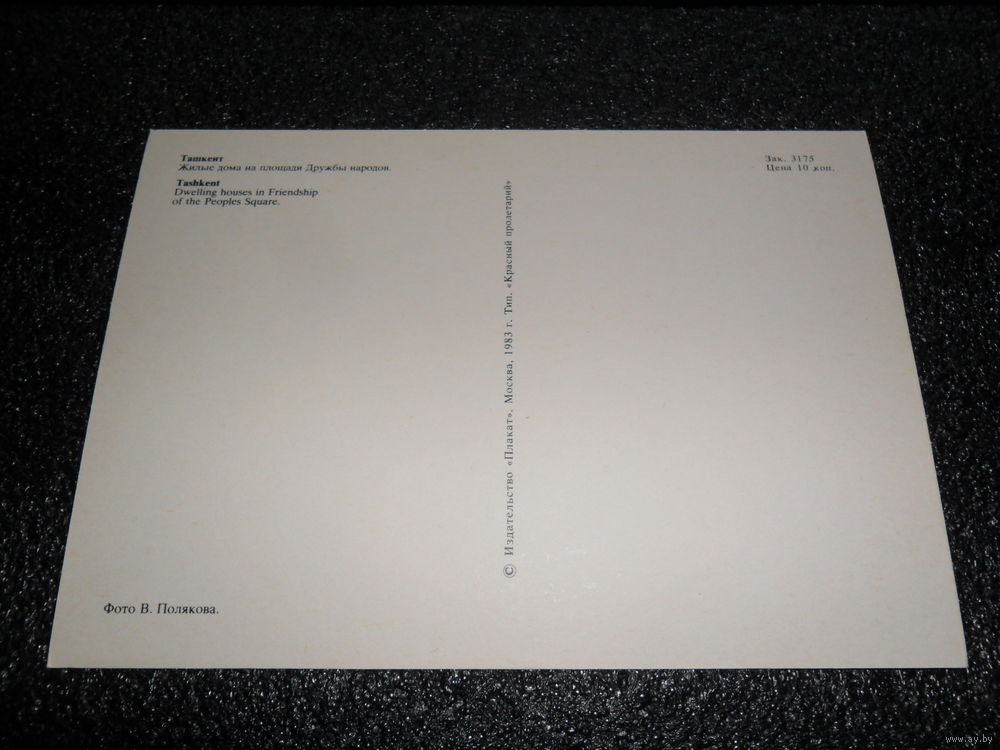 Ташкент
Жилые дома на площади Дружбы народов.
Tashkent
Dwelling houses in Friendship
of the Peoples Square.
Фото В. Полякова.
© Издательство «Плакат», Москва, 1983 г. Тип. «Красный пролетарий»
Зак. 3175
Цена 10 коп.
www.ay.by